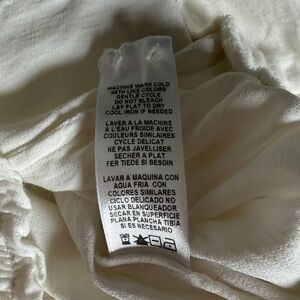 MACHINE WASH COLD
WITH LIKE COLORS
GENTLE CYCLE
DO NOT BLEACH
LAY FLAT TO DRY
COOL IRON IF NEEDED
LAVER A LA MACHINE
A L'EAU FROIDE AVEC
COULEURS SIMILAIRES
CYCLE DELICAT
NE PAS JAVELLISER
SECHER A PLAT
FER TIEDE SI BESOIN
LAVAR A MAQUINA CON
AGUA FRIA CON
COLORES SIMILARES
CICLO DELICADO NO
USAR BLANQUEADOR
SECAR EN SUPERFICIE
PLANA PLANCHA TIBIA
SI ES NECESARIO